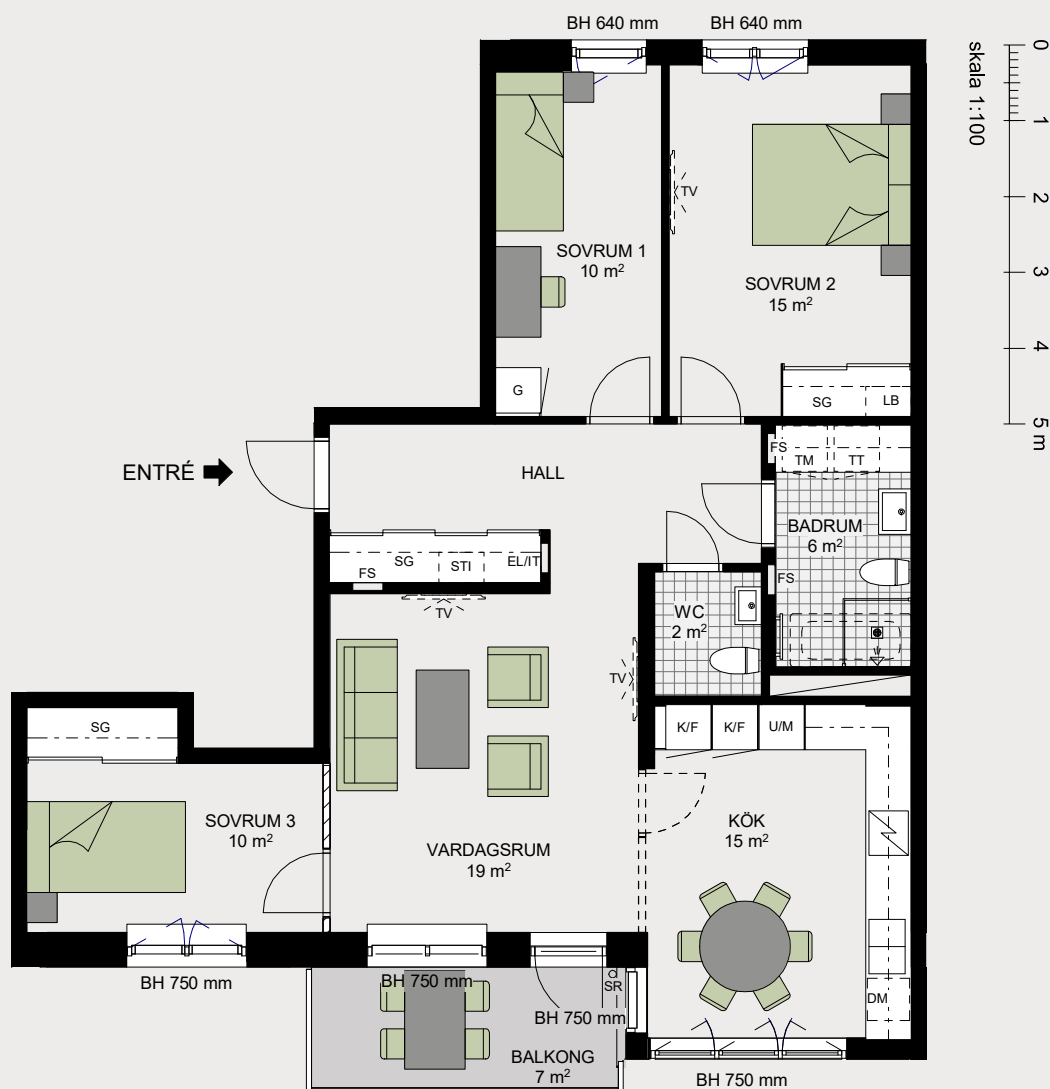 BH 640 mm
BH 640 mm
skala 1:100
0
1
2
3
4
5 m
TV
SOVRUM 1
10 m²
SOVRUM 2
15 m²
G
SG
LB
ENTRÉ
HALL
FS
TM
TT
BADRUM
6 m²
FS
SG
STI
EL/IT
FS
TV
WC
2 m²
TV
K/F
K/F
U/M
SG
SOVRUM 3
10 m²
VARDAGSRUM
19 m²
KÖK
15 m²
BH 750 mm
BH 750 mm
SR
DM
BH 750 mm
BALKONG
7 m²
BH 750 mm